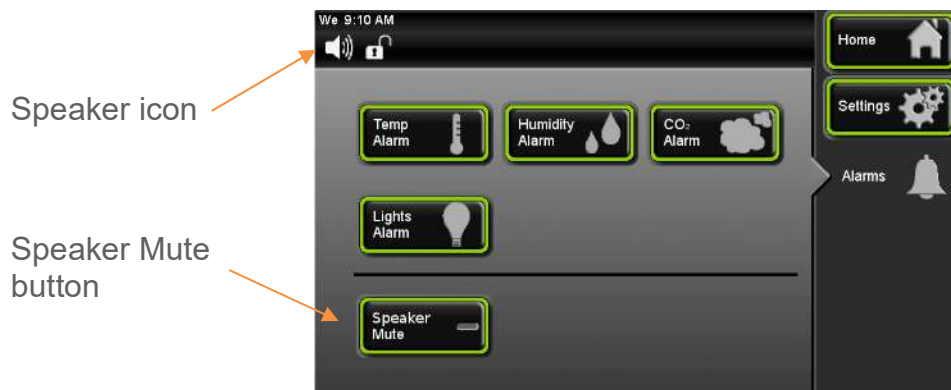 We 9:10 AM
Home
Speaker icon
Settings
Temp
Alarm
Humidity
Alarm
CO₂
Alarm
Alarms
Lights
Alarm
Speaker Mute
button
Speaker
Mute